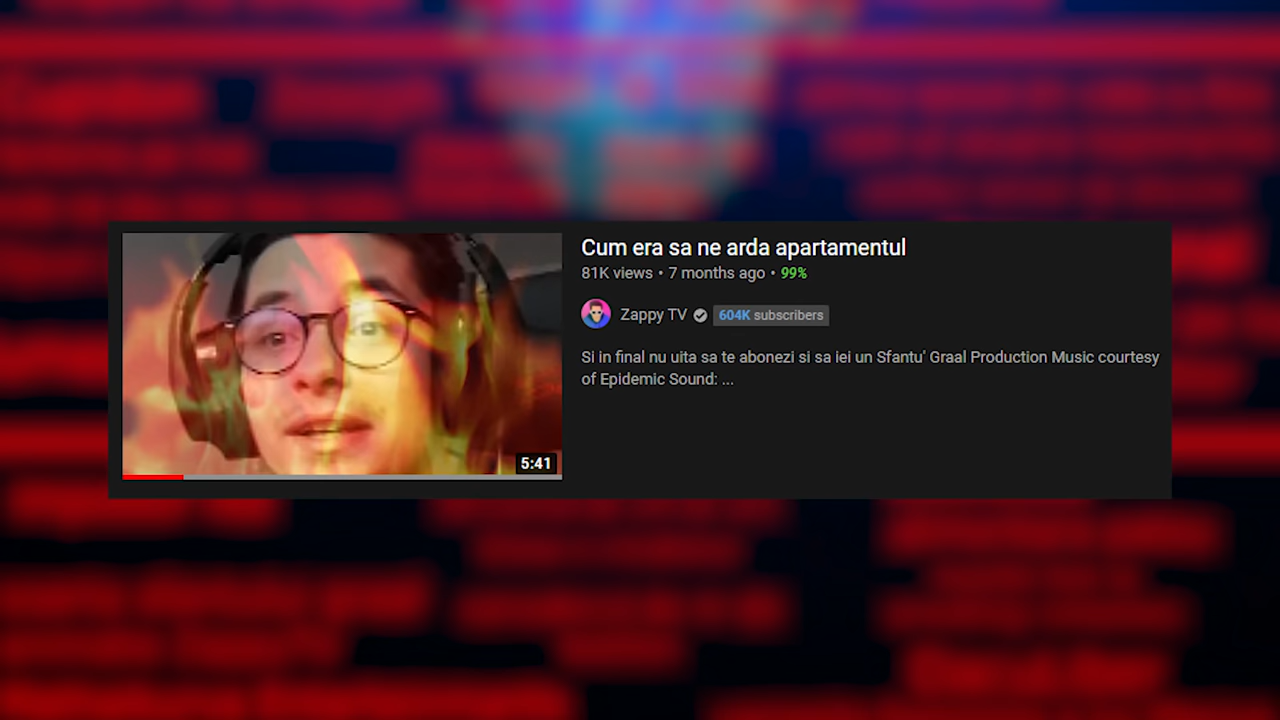 Cum era sa ne arda apartamentul
81K views • 7 months ago • 99%
Zappy TV 604K subscribers
Si in final nu uita sa te abonezi si sa iei un Sfantu' Graal Production Music courtesy
of Epidemic Sound: ...
5:41